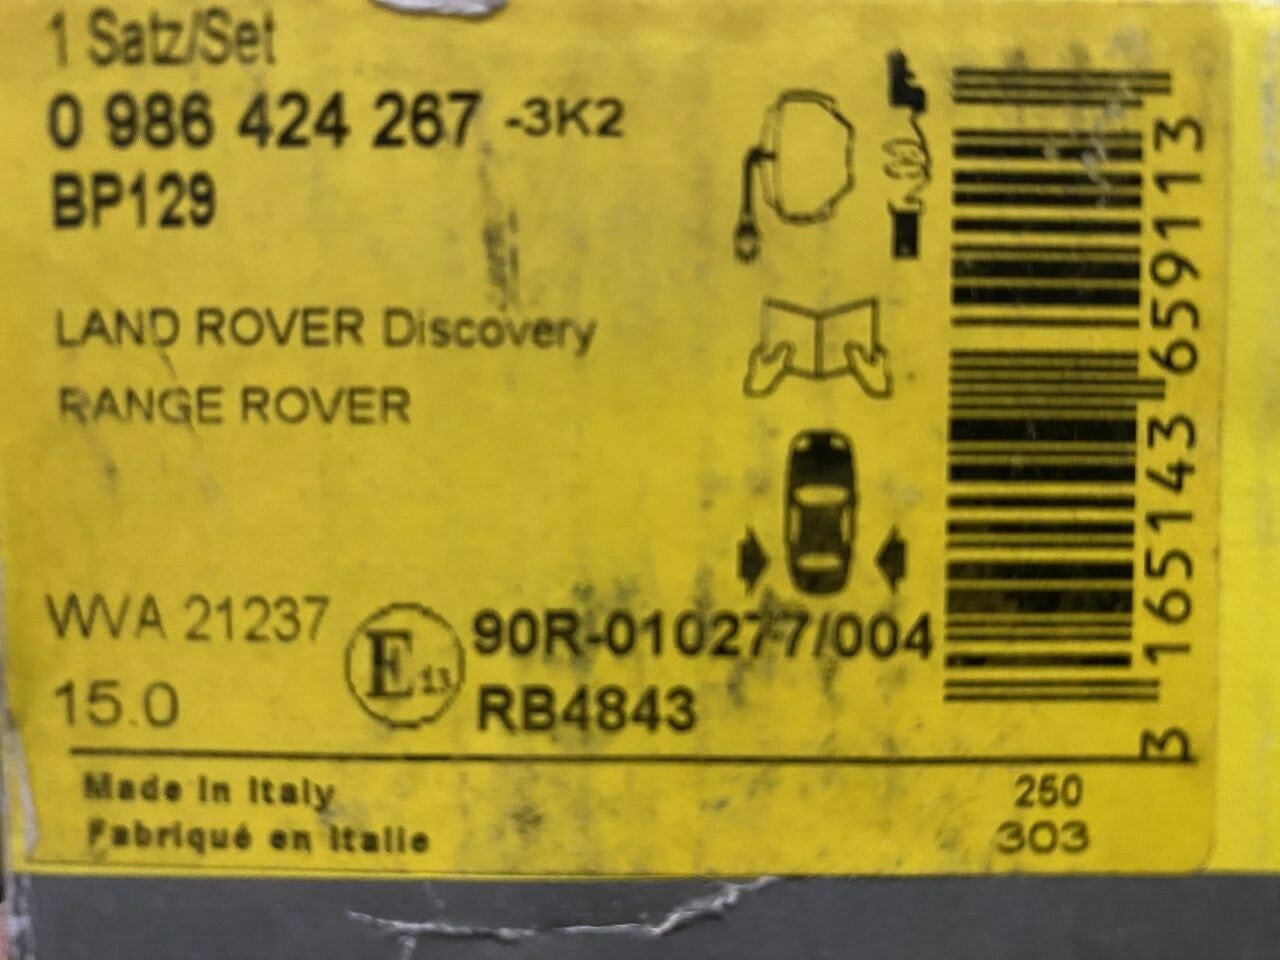 1 Satz/Set
0 986 424 267 -3K2
BP129
LAND ROVER Discovery
RANGE ROVER
WVA 21237
15.0
E13
90R-010277/004
RB4843
Made in Italy
Fabriqué en Italie
250
303
3 165143 659113